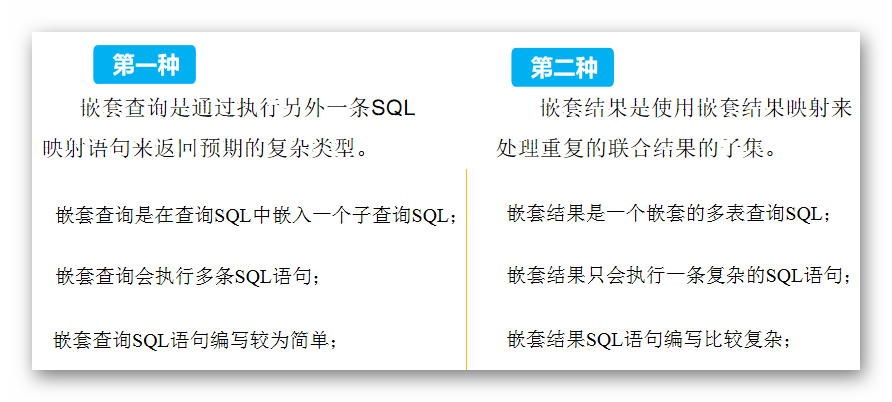 第一种
嵌套查询是通过执行另外一条SQL
映射语句来返回预期的复杂类型。
嵌套查询是在查询SQL中嵌入一个子查询SQL；
嵌套查询会执行多条SQL语句；
嵌套查询SQL语句编写较为简单；
第二种
嵌套结果是使用嵌套结果映射来
处理重复的联合结果的子集。
嵌套结果是一个嵌套的多表查询SQL；
嵌套结果只会执行一条复杂的SQL语句；
嵌套结果SQL语句编写比较复杂；